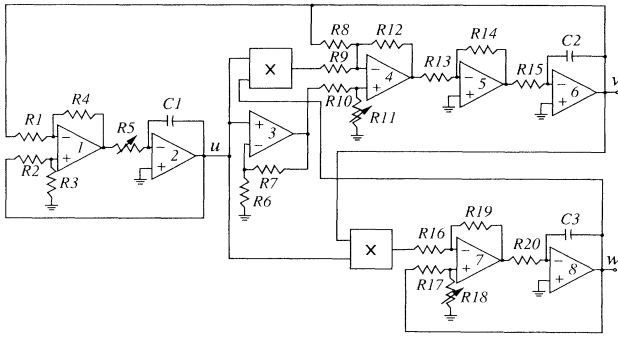 R8
R12
R14
C2
R9
R13
R15
v
R4
C1
X
−
+
4
−
+
5
−
+
6
R1
R5
R10
R11
−
+
1
−
+
2
u
+
−
3
R2
R3
R7
R6
R19
C3
X
R16
R20
w
−
+
7
−
+
8
R17
R18